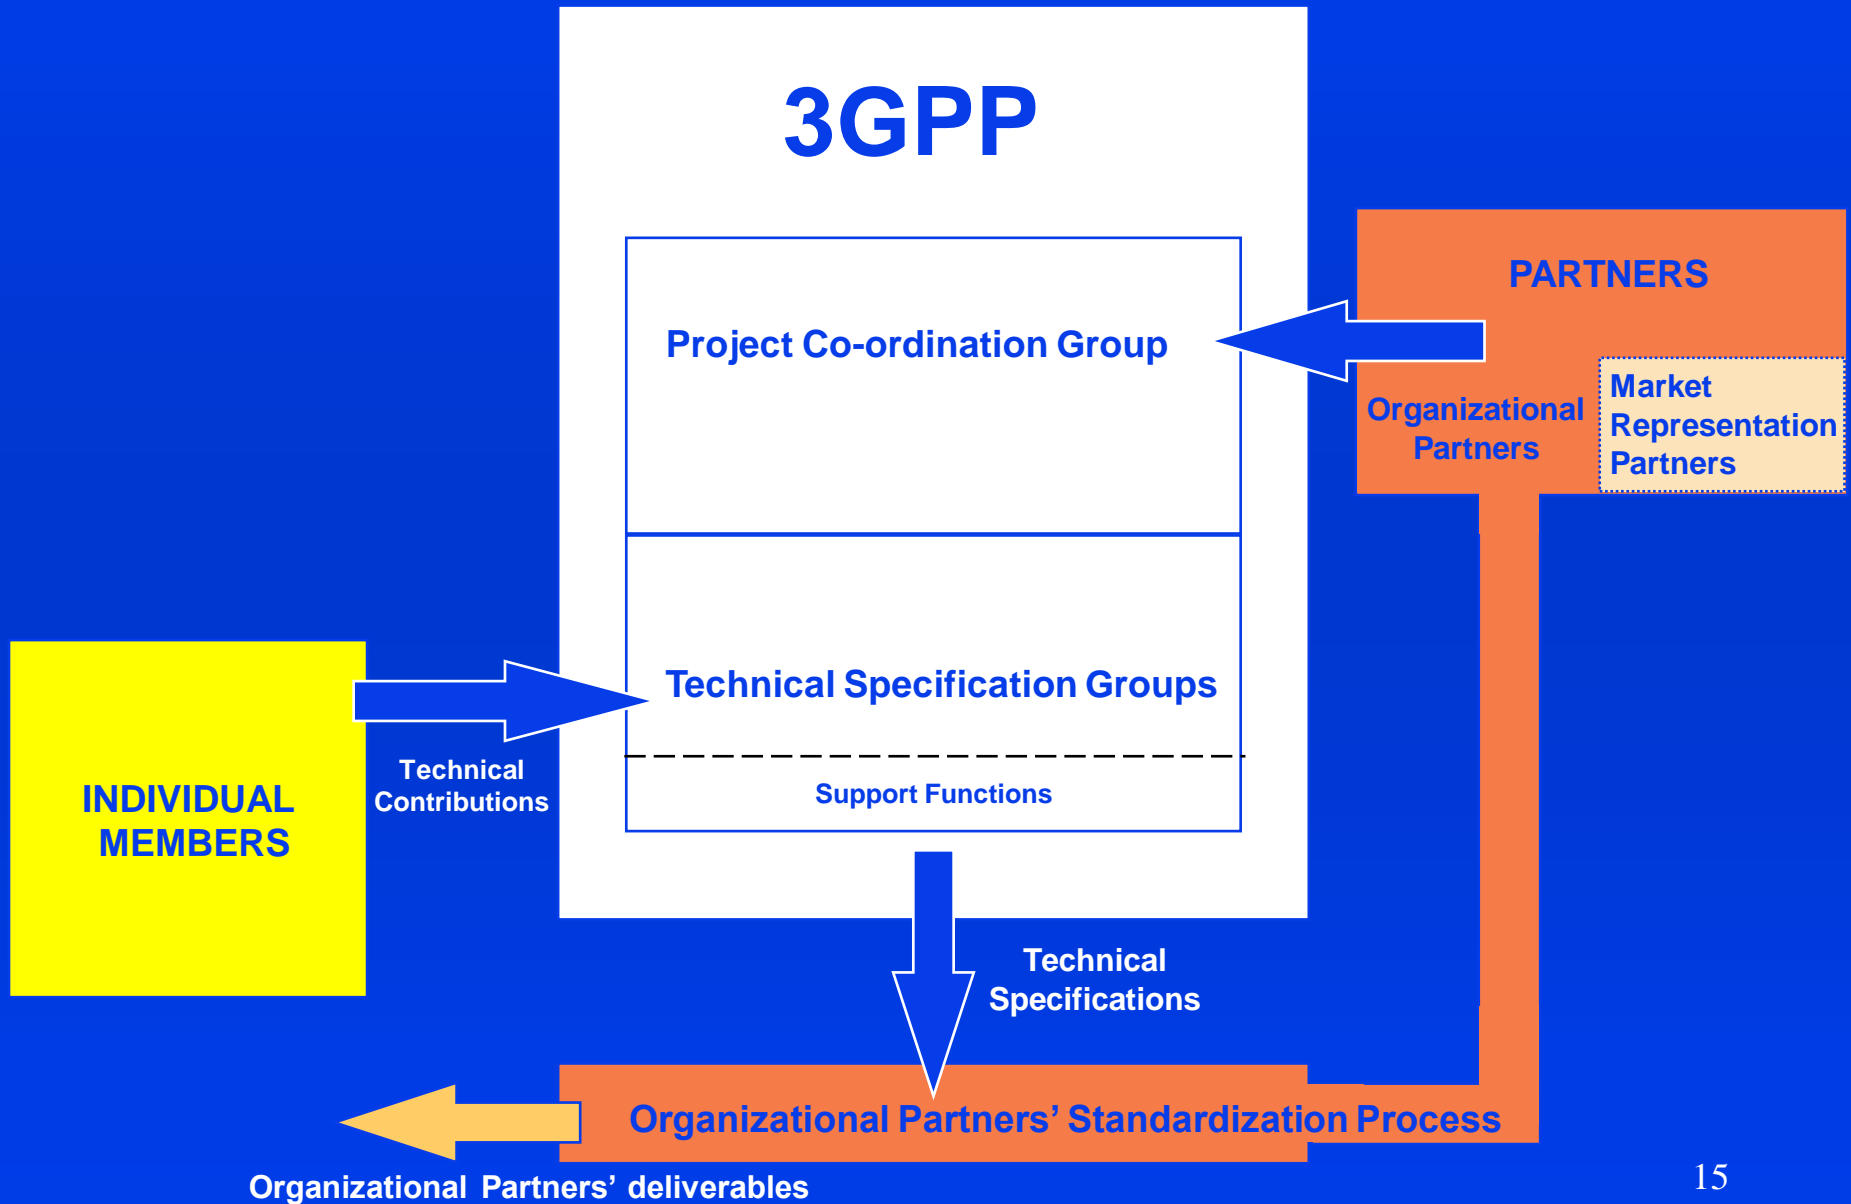 3GPP
PARTNERS
Project Co-ordination Group
Organizational
Partners
Market
Representation
Partners
Technical Specification Groups
Technical
Contributions
Support Functions
INDIVIDUAL
MEMBERS
Technical
Specifications
Organizational Partners’ Standardization Process
Organizational Partners’ deliverables
15